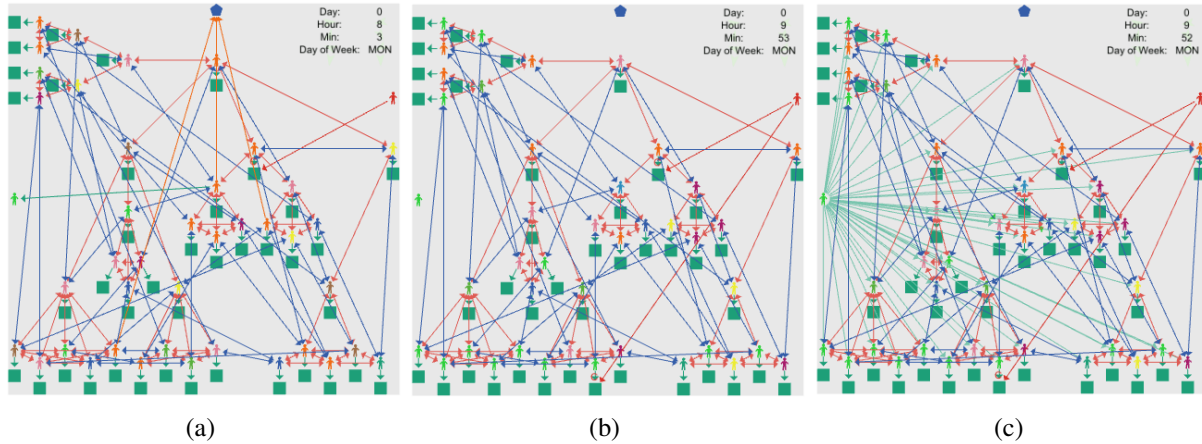 Day: 0
Hour: 8
Min: 3
Day of Week: MON
Day: 0
Hour: 9
Min: 53
Day of Week: MON
Day: 0
Hour: 9
Min: 52
Day of Week: MON
(a)
(b)
(c)